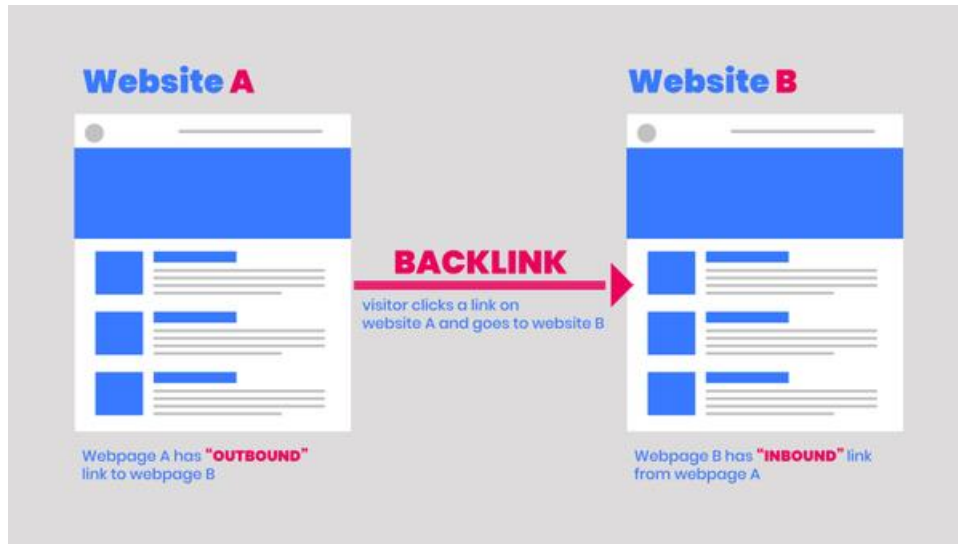 Website A
Website B
BACKLINK
visitor clicks a link on
website A and goes to website B
Webpage A has “OUTBOUND”
link to webpage B
Webpage B has “INBOUND” link
from webpage A